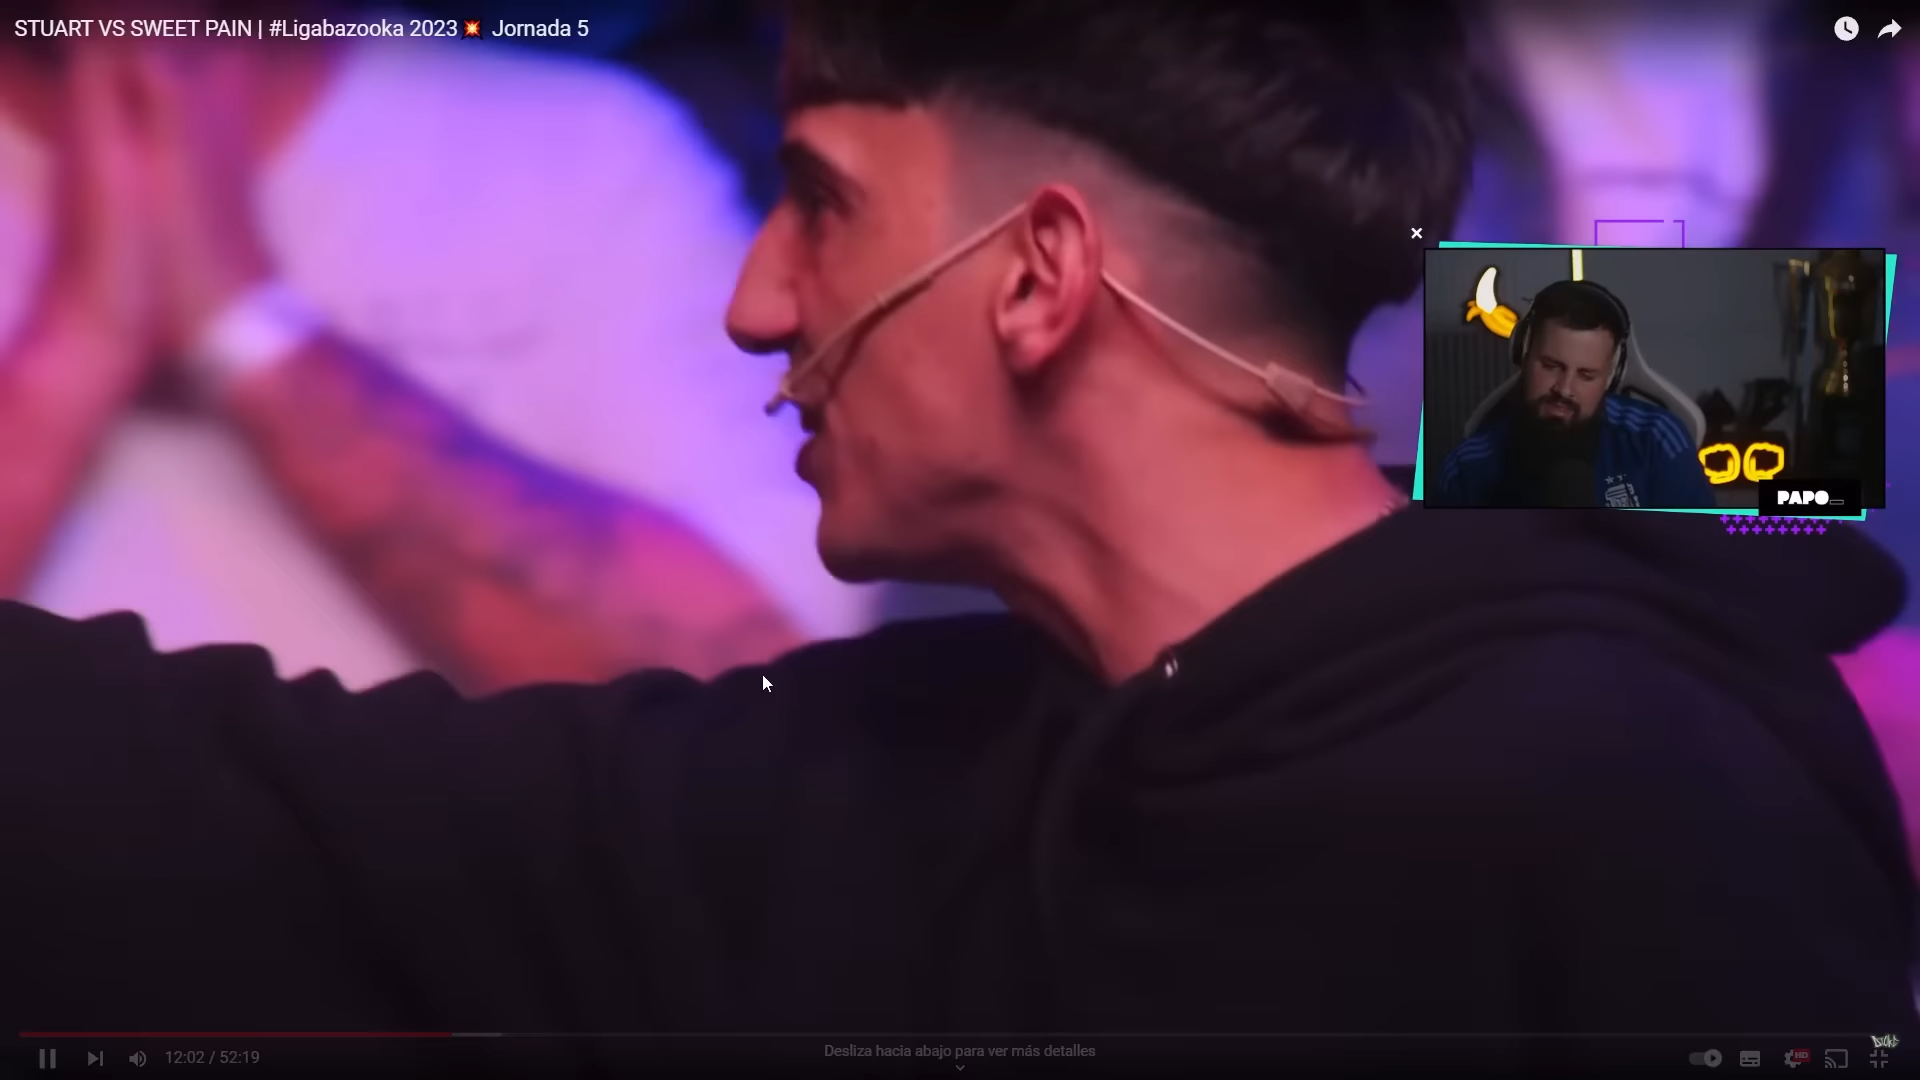 STUART VS SWEET PAIN | #Ligabazooka 2023💥 Jornada 5
PAPO
12:02 / 52:19
Desliza hacia abajo para ver más detalles
HD